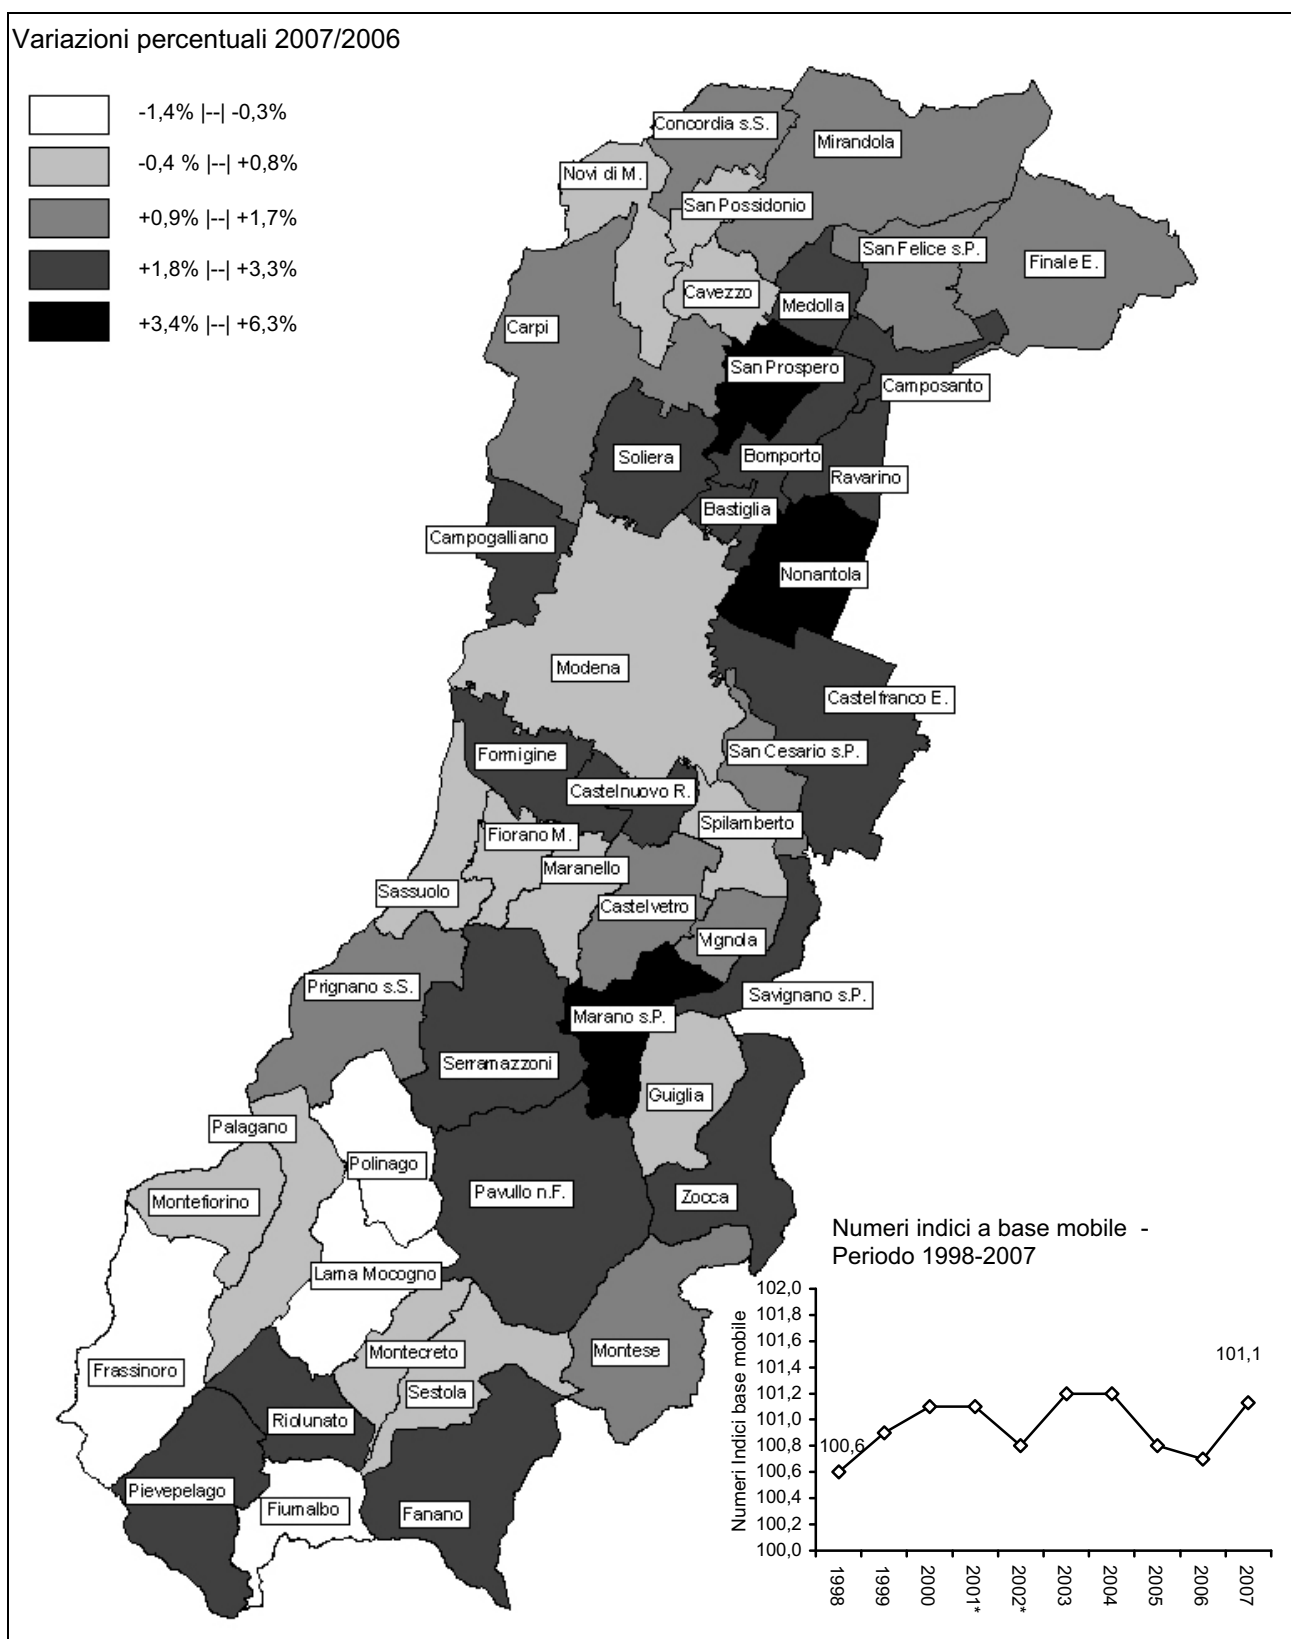 Variazioni percentuali 2007/2006
-1,4% |--| -0,3%
-0,4 % |--| +0,8%
+0,9% |--| +1,7%
+1,8% |--| +3,3%
+3,4% |--| +6,3%
Concordia s.S.
Mirandola
Novi di M.
San Possidonio
San Felice s.P.
Finale E.
Cavezzo
Medolla
Carpi
San Prospero
Camposanto
Soliera
Bomporto
Ravarino
Bastiglia
Campogalliano
Nonantola
Modena
Castelfranco E.
Formigine
San Cesario s.P.
Castelnuovo R.
Spilamberto
Fiorano M.
Maranello
Sassuolo
Castelvetro
Vignola
Prignano s.S.
Savignano s.P.
Marano s.P.
Serramazzoni
Guiglia
Palagano
Polinago
Pavullo n.F.
Zocca
Montefiorino
Lama Mocogno
Montecreto
Montese
Frassinoro
Sestola
Riolunato
Pievepelago
Fiumalbo
Fanano
Numeri indici a base mobile -
Periodo 1998-2007
Numeri Indici base mobile
102,0
101,8
101,6
101,4
101,2
101,0
100,8
100,6
100,4
100,2
100,0
100,6
101,1
1998
1999
2000
2001*
2002*
2003
2004
2005
2006
2007